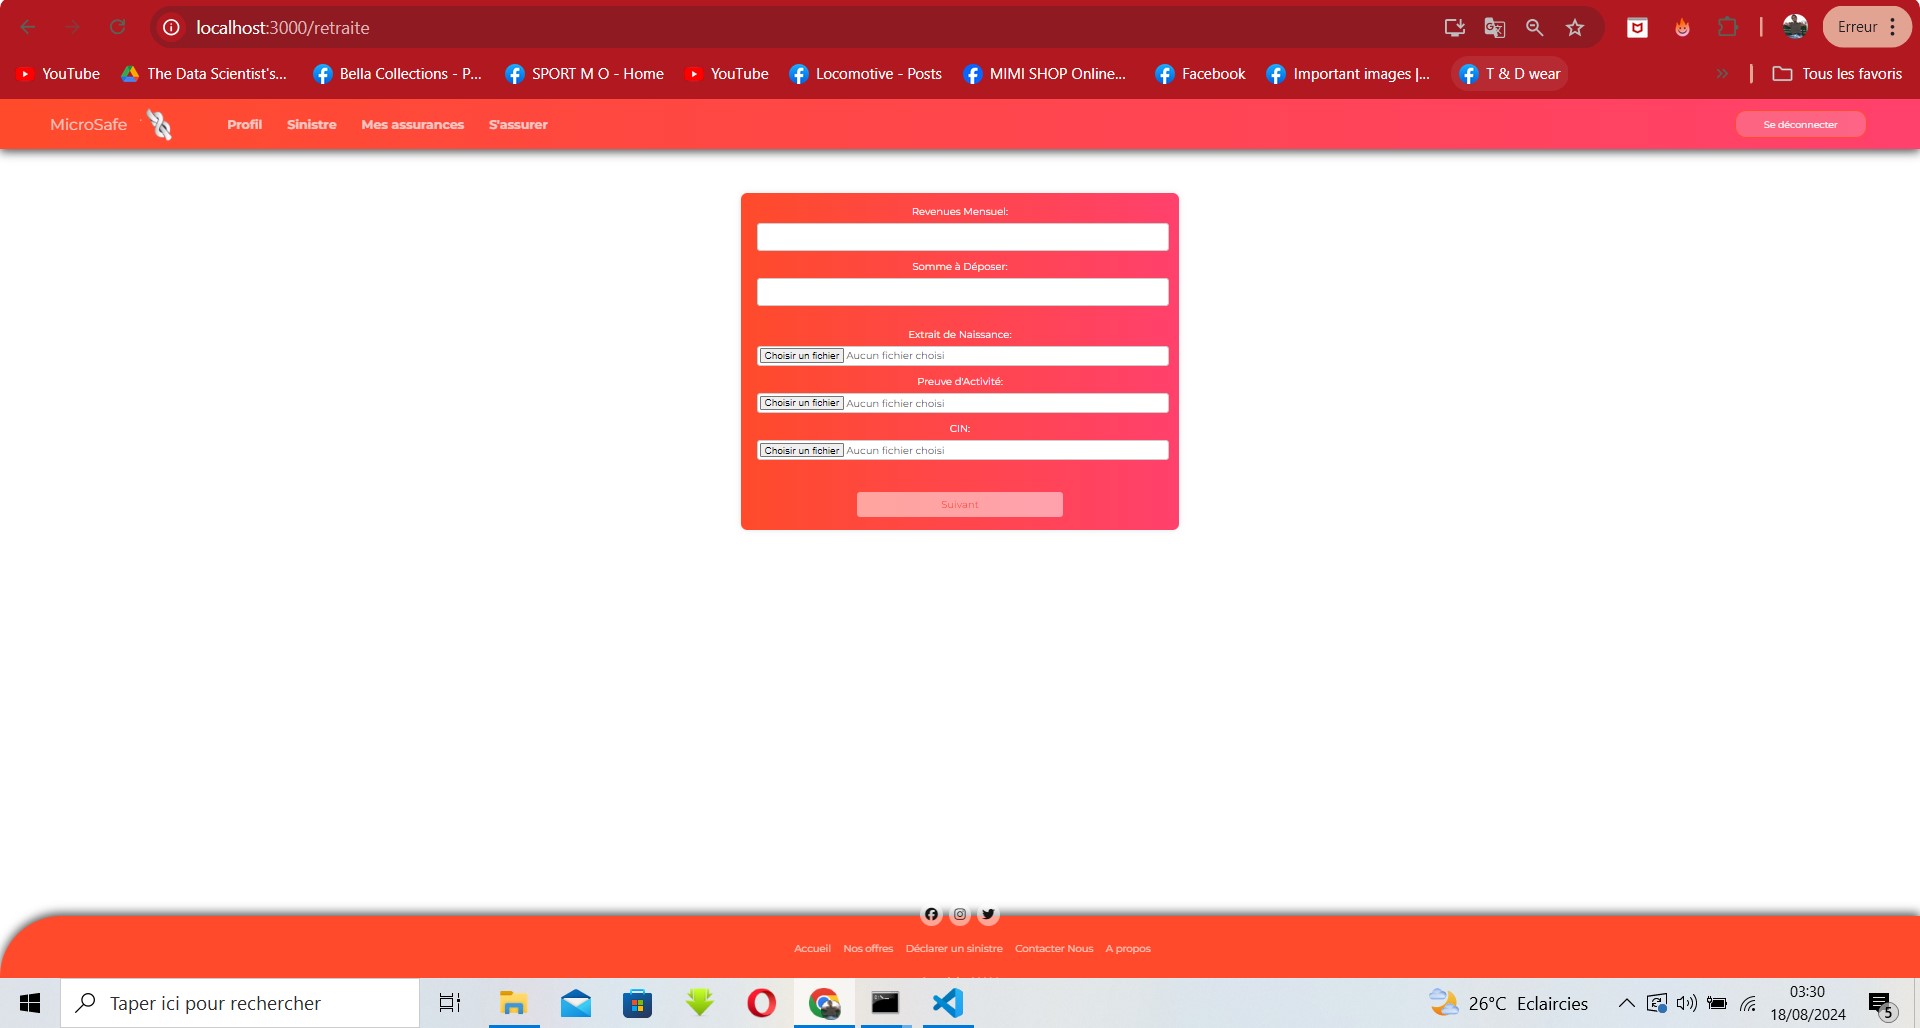 localhost:3000/retraite
Erreur
YouTube
The Data Scientist's...
Bella Collections - P...
SPORT M O - Home
YouTube
Locomotive - Posts
MIMI SHOP Online...
Facebook
Important images |...
T & D wear
Tous les favoris
MicroSafe
Profil
Sinistre
Mes assurances
S'assurer
Se déconnecter
Revenues Mensuel:
Somme à Déposer:
Extrait de Naissance:
Choisir un fichier Aucun fichier choisi
Preuve d'Activité:
Choisir un fichier Aucun fichier choisi
CIN:
Choisir un fichier Aucun fichier choisi
Suivant
Accueil
Nos offres
Déclarer un sinistre
Contacter Nous
A propos
Taper ici pour rechercher
26°C Eclaircies
03:30
18/08/2024
5